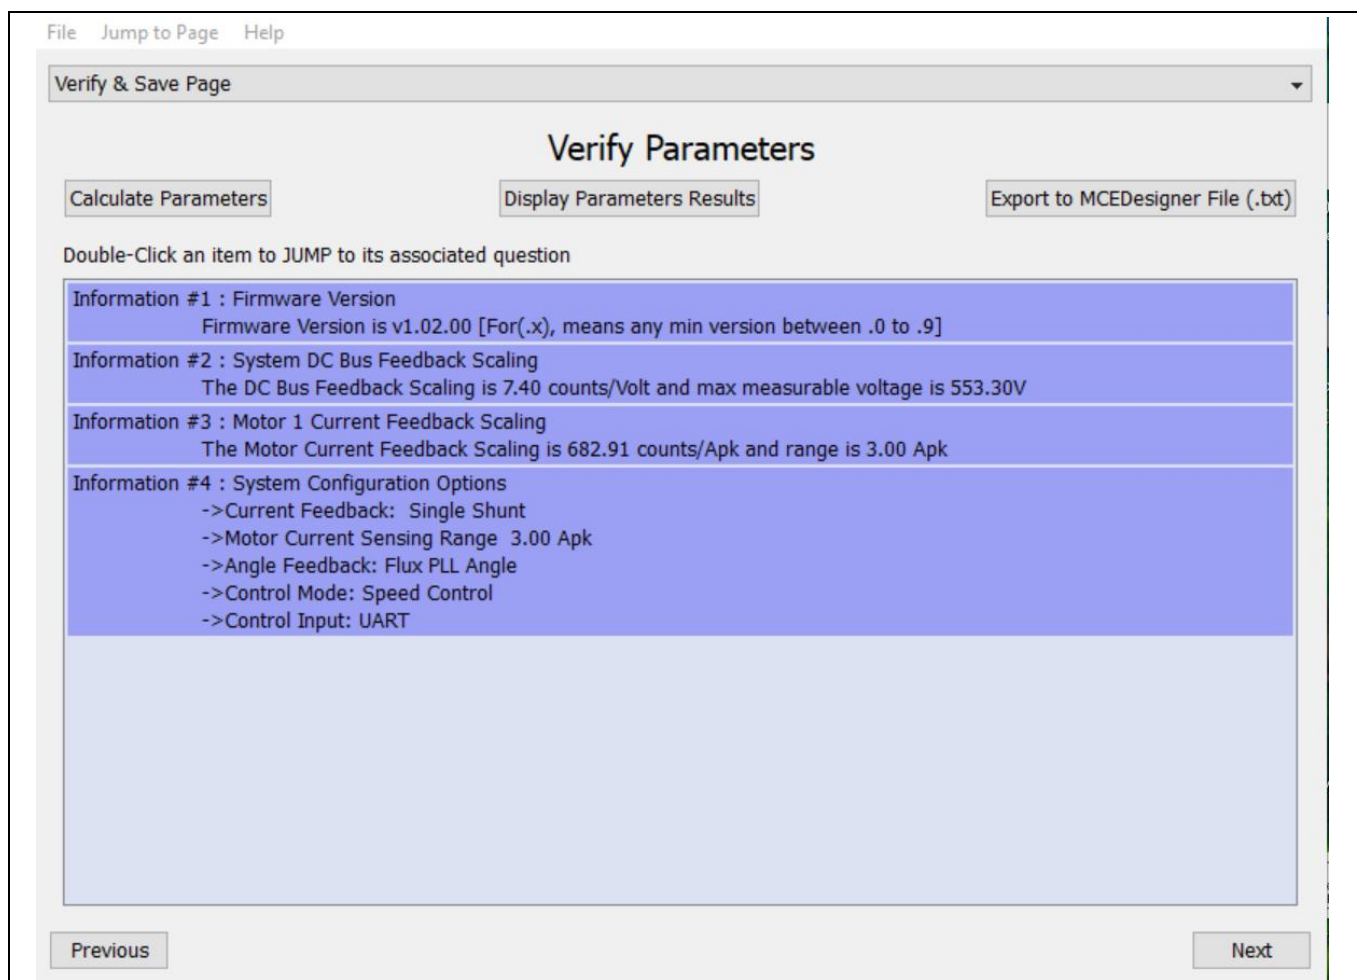 File Jump to Page Help
Verify & Save Page
Verify Parameters
Calculate Parameters Display Parameters Results Export to MCEDesigner File (.txt)
Double-Click an item to JUMP to its associated question
Information #1 : Firmware Version
Firmware Version is v1.02.00 [For(.x), means any min version between .0 to .9]
Information #2 : System DC Bus Feedback Scaling
The DC Bus Feedback Scaling is 7.40 counts/Volt and max measurable voltage is 553.30V
Information #3 : Motor 1 Current Feedback Scaling
The Motor Current Feedback Scaling is 682.91 counts/Apk and range is 3.00 Apk
Information #4 : System Configuration Options
->Current Feedback: Single Shunt
->Motor Current Sensing Range 3.00 Apk
->Angle Feedback: Flux PLL Angle
->Control Mode: Speed Control
->Control Input: UART
Previous Next